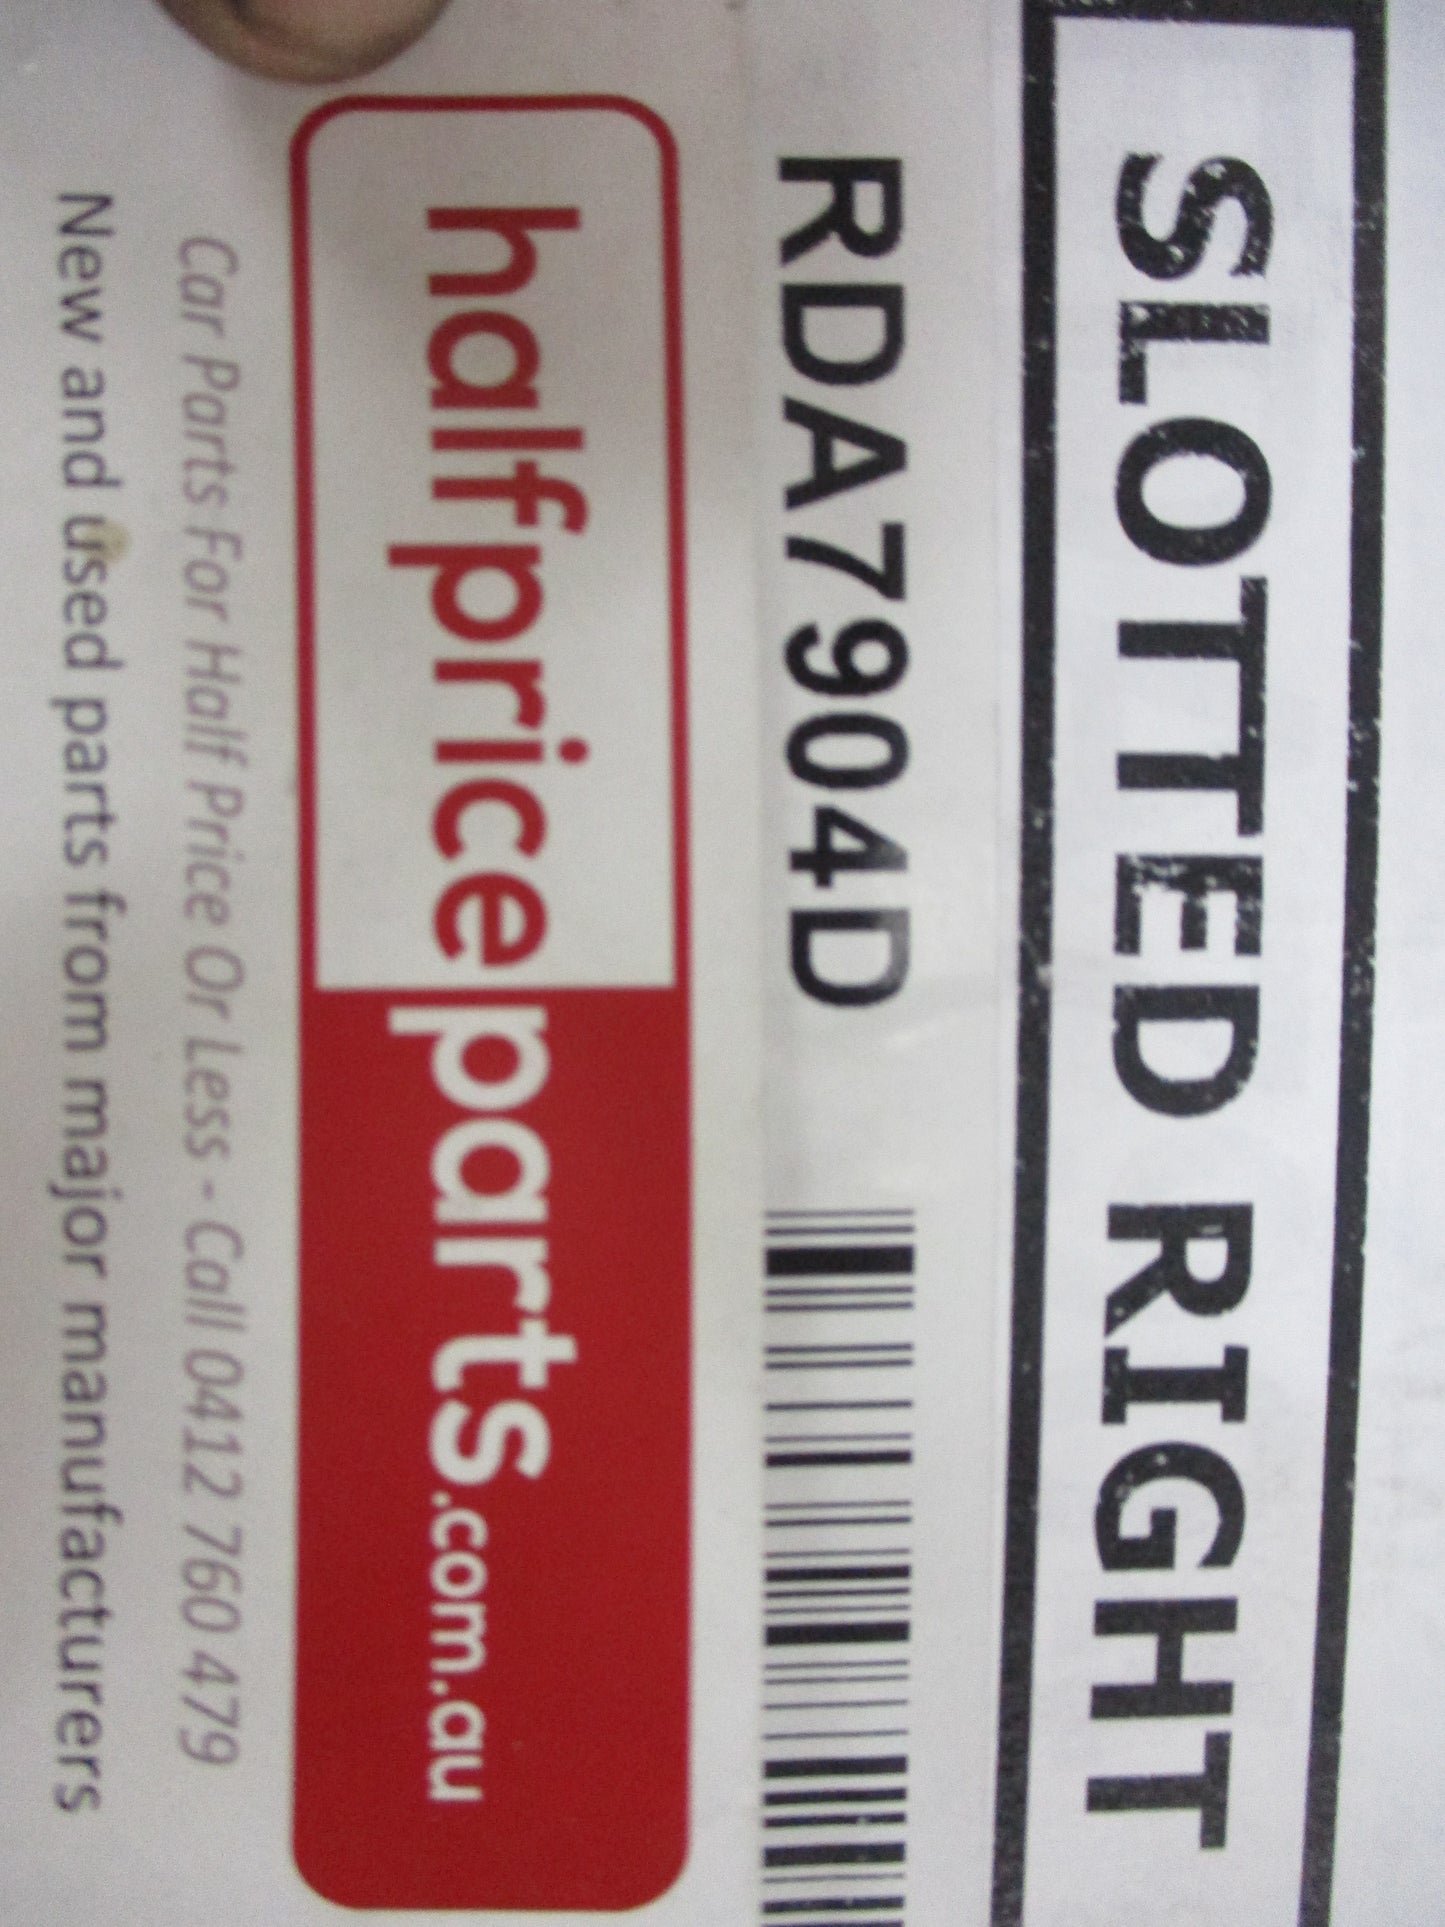 SLOTTED RIGHT
RDA7904D
halfpriceparts.com.au
Car Parts For Half Price Or Less - Call 0412 760 479
New and used parts from major manufacturers